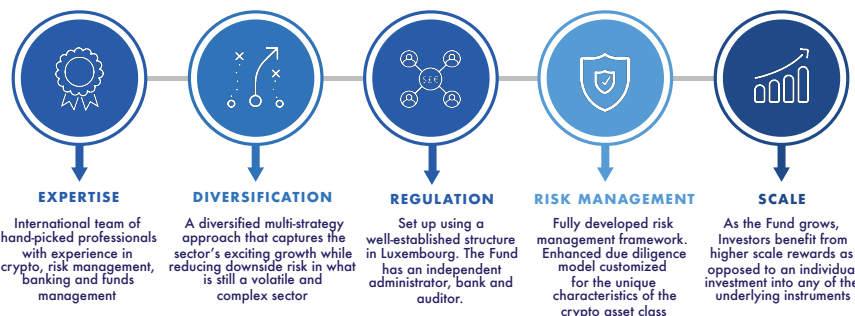 S£€
EXPERTISE
International team of
hand-picked professionals
with experience in
crypto, risk management,
banking and funds
management
DIVERSIFICATION
A diversified multi-strategy
approach that captures the
sector's exciting growth while
reducing downside risk in what
is still a volatile and
complex sector
REGULATION
Set up using a
well-established structure
in Luxembourg. The Fund
has an independent
administrator, bank and
auditor.
RISK MANAGEMENT
Fully developed risk
management framework.
Enhanced due diligence
model customized
for the unique
characteristics of the
crypto asset class
SCALE
As the Fund grows,
Investors benefit from
higher scale rewards as
opposed to an individual
investment into any of the
underlying instruments